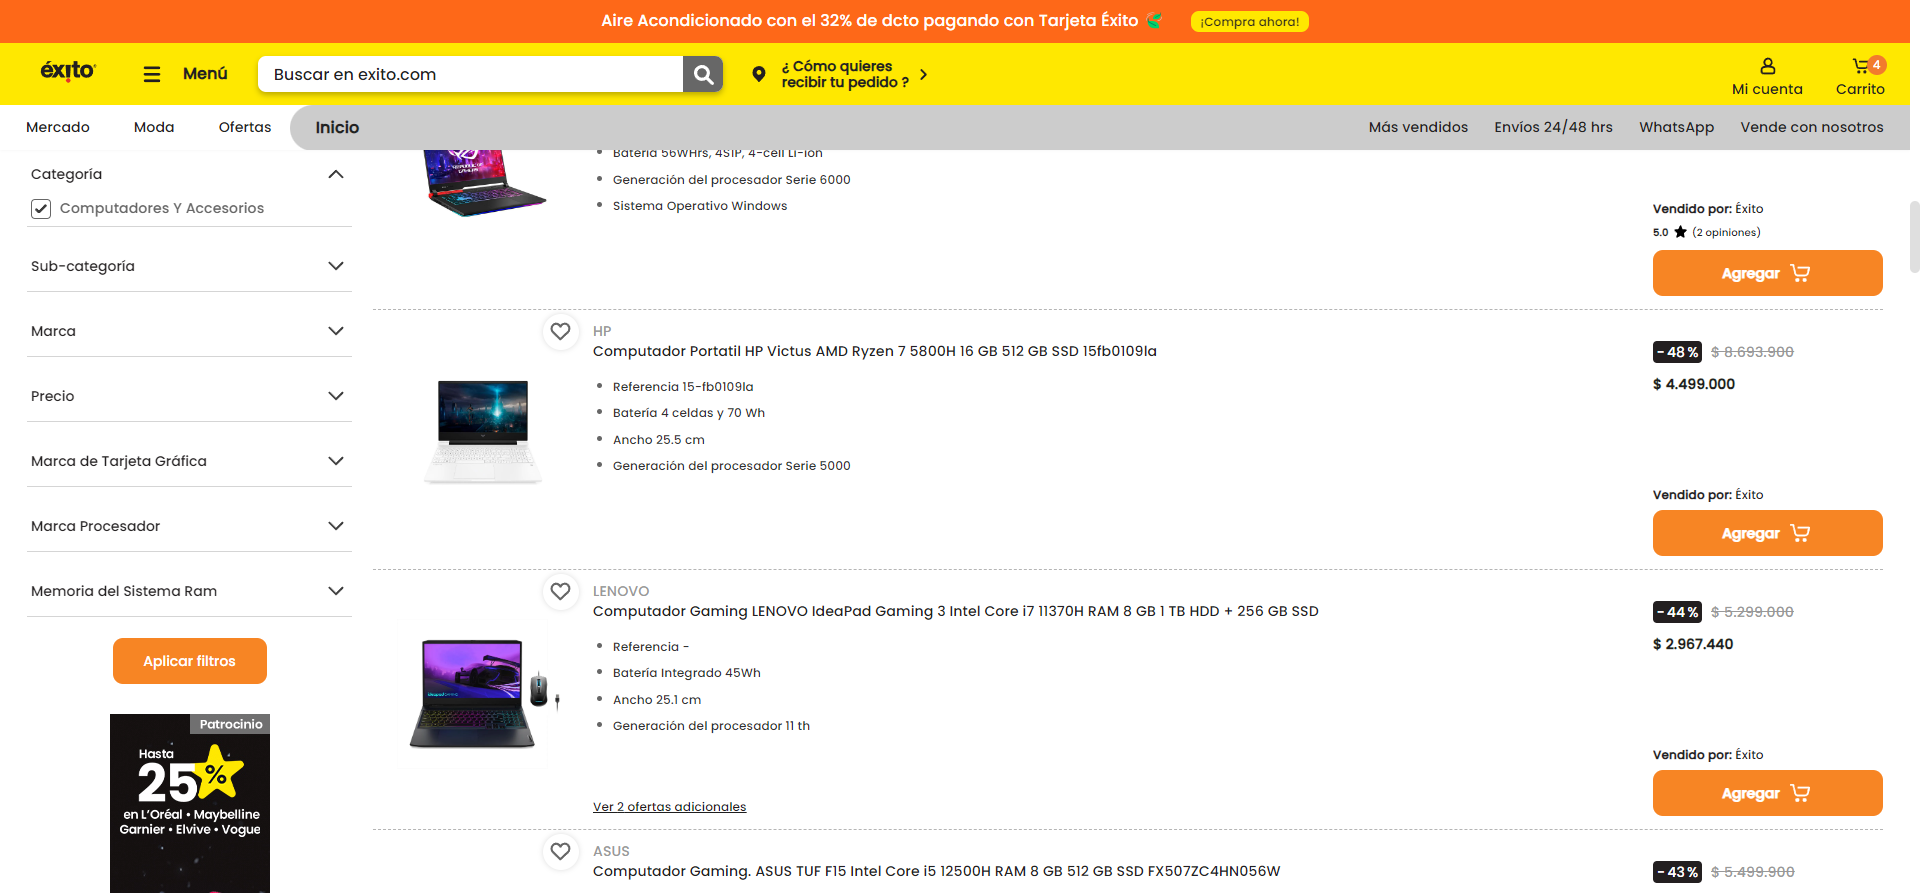 Aire Acondicionado con el 32% de dcto pagando con Tarjeta Éxito
¡Compra ahora!
éxito
Menú
Buscar en exito.com
¿ Cómo quieres
recibir tu pedido ?
Mi cuenta
4
Carrito
Mercado
Moda
Ofertas
Inicio
Más vendidos
Envíos 24/48 hrs
WhatsApp
Vende con nosotros
Categoría
Computadores Y Accesorios
Sub-categoría
Marca
Precio
Marca de Tarjeta Gráfica
Marca Procesador
Memoria del Sistema Ram
Aplicar filtros
Patrocinio
Hasta
25%
en L'Oréal • Maybelline
Garnier • Elvive • Vogue
Batería 56WHrs, 4S1P, 4-cell Li-ion
Generación del procesador Serie 6000
Sistema Operativo Windows
Vendido por: Éxito
5.0 (2 opiniones)
Agregar
HP
Computador Portatil HP Victus AMD Ryzen 7 5800H 16 GB 512 GB SSD 15fb0109la
Referencia 15-fb0109la
Batería 4 celdas y 70 Wh
Ancho 25.5 cm
Generación del procesador Serie 5000
-48% $ 8.693.900
$ 4.499.000
Vendido por: Éxito
Agregar
LENOVO
Computador Gaming LENOVO IdeaPad Gaming 3 Intel Core i7 11370H RAM 8 GB 1 TB HDD + 256 GB SSD
Referencia -
Batería Integrado 45Wh
Ancho 25.1 cm
Generación del procesador 11 th
Ver 2 ofertas adicionales
-44% $ 5.299.000
$ 2.967.440
Vendido por: Éxito
Agregar
ASUS
Computador Gaming. ASUS TUF F15 Intel Core i5 12500H RAM 8 GB 512 GB SSD FX507ZC4HN056W
-43% $ 5.499.900